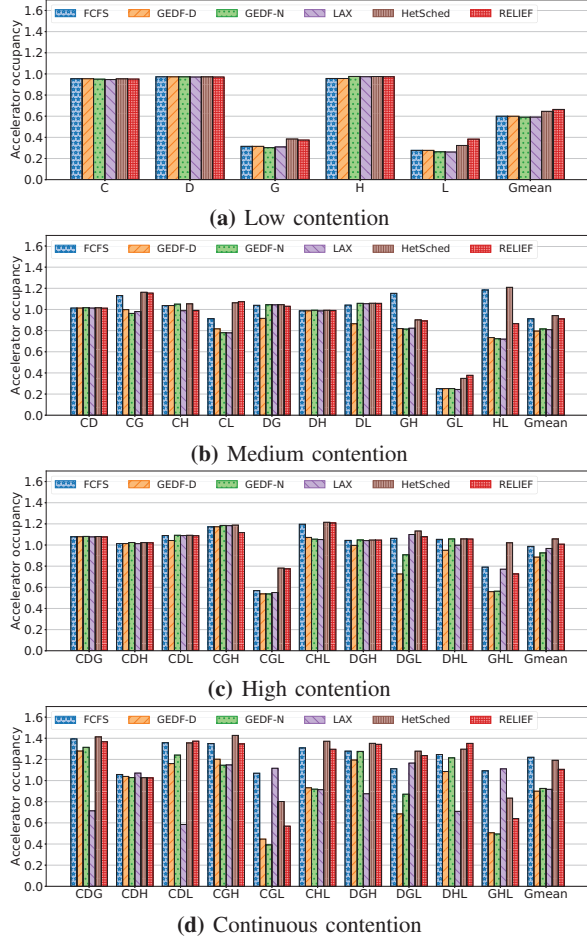 1.6
1.4
1.2
1.0
0.8
0.6
0.4
0.2
0.0
Accelerator occupancy
FCFS GEDF-D GEDF-N LAX HetSched RELIEF
C D G H L Gmean
(a) Low contention
1.6
1.4
1.2
1.0
0.8
0.6
0.4
0.2
0.0
Accelerator occupancy
FCFS GEDF-D GEDF-N LAX HetSched RELIEF
CD CG CH CL DG DH DL GH GL HL Gmean
(b) Medium contention
1.6
1.4
1.2
1.0
0.8
0.6
0.4
0.2
0.0
Accelerator occupancy
FCFS GEDF-D GEDF-N LAX HetSched RELIEF
CDG CDH CDL CGH CGL CHL DGH DGL DHL GHL Gmean
(c) High contention
1.6
1.4
1.2
1.0
0.8
0.6
0.4
0.2
0.0
Accelerator occupancy
FCFS GEDF-D GEDF-N LAX HetSched RELIEF
CDG CDH CDL CGH CGL CHL DGH DGL DHL GHL Gmean
(d) Continuous contention